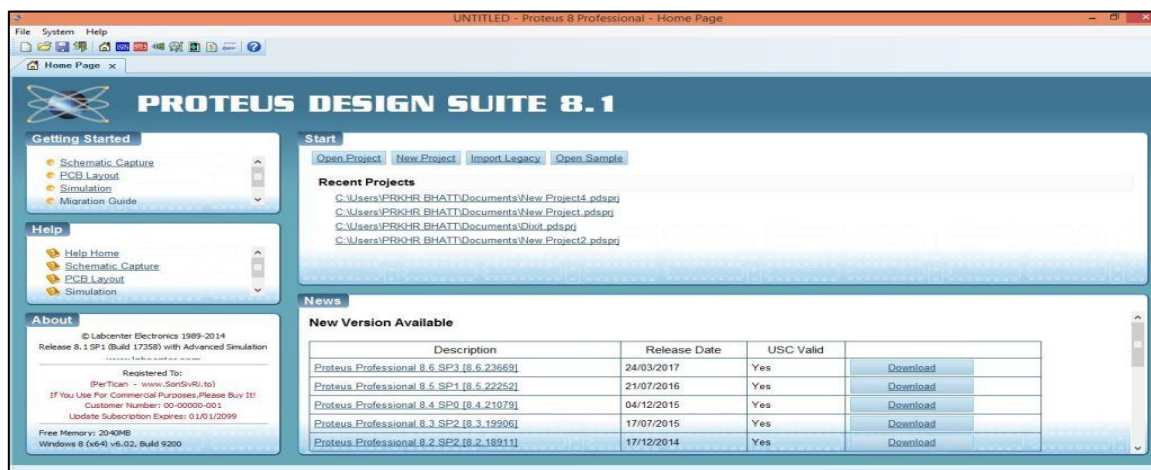 UNTITLED - Proteus 8 Professional - Home Page
File System Help
Home Page x
PROTEUS DESIGN SUITE 8.1
Getting Started
Schematic Capture
PCB Layout
Simulation
Migration Guide
Help
Help Home
Schematic Capture
PCB Layout
Simulation
About
© Labcenter Electronics 1989-2014
Release 8.1 SP1 (Build 17358) with Advanced Simulation
www.labcenter.com
Registered To:
(PerTican - www.SonSivRi.to)
If You Use For Commercial Purposes,Please Buy It!
Customer Number: 00-00000-001
Update Subscription Expires: 01/01/2099
Free Memory: 2040MB
Windows 8 (x64) v6.02, Build 9200
Start
Open Project New Project Import Legacy Open Sample
Recent Projects
C:\Users\PRKHR BHATT\Documents\New Project4.pdsprj
C:\Users\PRKHR BHATT\Documents\New Project.pdsprj
C:\Users\PRKHR BHATT\Documents\Dixit.pdsprj
C:\Users\PRKHR BHATT\Documents\New Project2.pdsprj
News
New Version Available
Description Release Date USC Valid
Proteus Professional 8.6 SP3 [8.6.23669] 24/03/2017 Yes Download
Proteus Professional 8.5 SP1 [8.5.22252] 21/07/2016 Yes Download
Proteus Professional 8.4 SP0 [8.4.21079] 04/12/2015 Yes Download
Proteus Professional 8.3 SP2 [8.3.19906] 17/07/2015 Yes Download
Proteus Professional 8.2 SP2 [8.2.18911] 17/12/2014 Yes Download